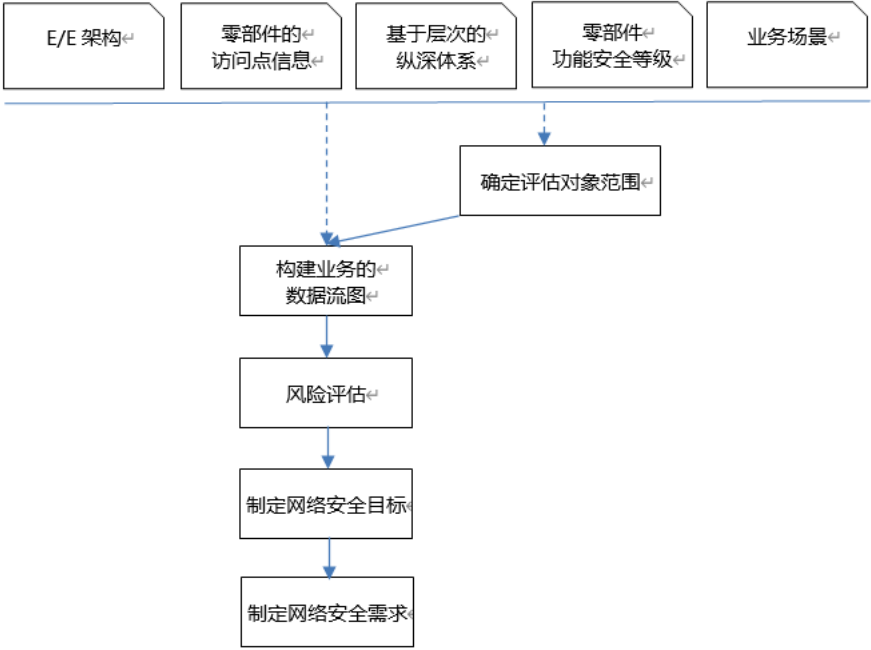 E/E 架构
零部件的
访问点信息
基于层次的
纵深体系
零部件
功能安全等级
业务场景
确定评估对象范围
构建业务的
数据流图
风险评估
制定网络安全目标
制定网络安全需求